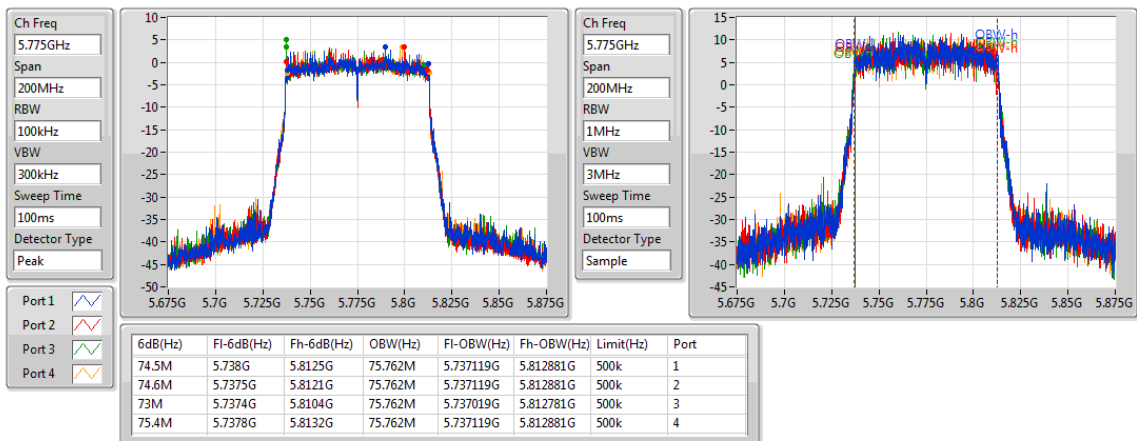 Ch Freq
5.775GHz
Span
200MHz
RBW
100kHz
VBW
300kHz
Sweep Time
100ms
Detector Type
Peak
15
10
5
0
-5
-10
-15
-20
-25
-30
-35
-40
-45
-50
5.675G 5.7G 5.725G 5.75G 5.775G 5.8G 5.825G 5.85G 5.875G
Ch Freq
5.775GHz
Span
200MHz
RBW
1MHz
VBW
3MHz
Sweep Time
100ms
Detector Type
Sample
15
10
5
0
-5
-10
-15
-20
-25
-30
-35
-40
-45
OBW-h
5.675G 5.7G 5.725G 5.75G 5.775G 5.8G 5.825G 5.85G 5.875G
Port 1
Port 2
Port 3
Port 4
6dB(Hz) Fl-6dB(Hz) Fh-6dB(Hz) OBW(Hz) Fl-OBW(Hz) Fh-OBW(Hz) Limit(Hz) Port
74.5M 5.738G 5.8125G 75.762M 5.737119G 5.812881G 500k 1
74.6M 5.7375G 5.8121G 75.762M 5.737119G 5.812881G 500k 2
73M 5.7374G 5.8104G 75.762M 5.737019G 5.812781G 500k 3
75.4M 5.7378G 5.8132G 75.762M 5.737119G 5.812881G 500k 4